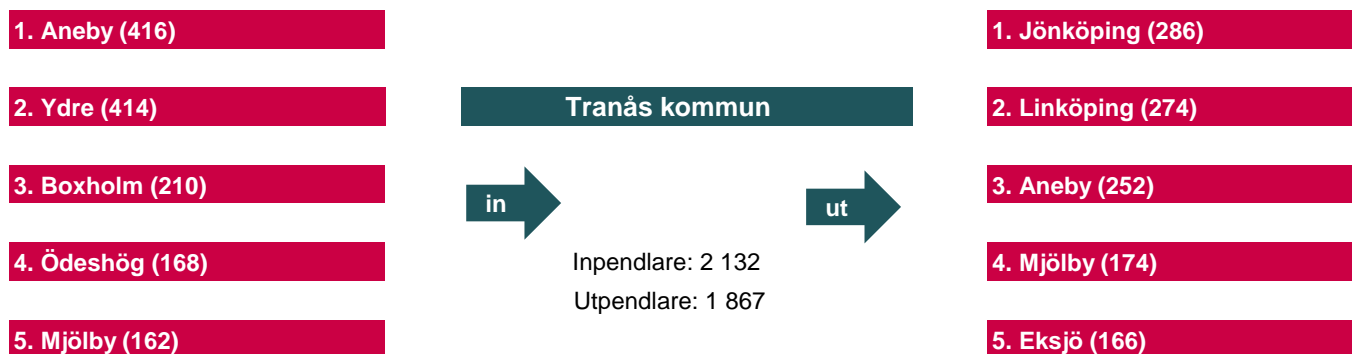 1. Aneby (416)
2. Ydre (414)
3. Boxholm (210)
4. Ödeshög (168)
5. Mjölby (162)
Tranås kommun
in
ut
Inpendlare: 2 132
Utpendlare: 1 867
1. Jönköping (286)
2. Linköping (274)
3. Aneby (252)
4. Mjölby (174)
5. Eksjö (166)